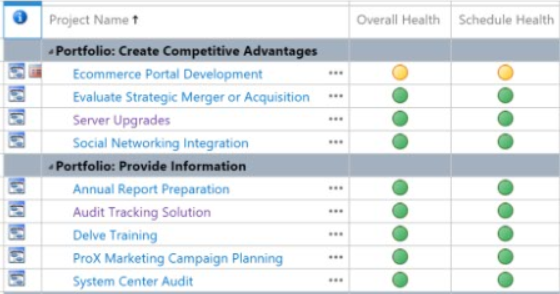 Project Name ↑ Overall Health Schedule Health
Portfolio: Create Competitive Advantages
Ecommerce Portal Development ...
Evaluate Strategic Merger or Acquisition ...
Server Upgrades ...
Social Networking Integration ...
Portfolio: Provide Information
Annual Report Preparation ...
Audit Tracking Solution ...
Delve Training ...
ProX Marketing Campaign Planning ...
System Center Audit ...